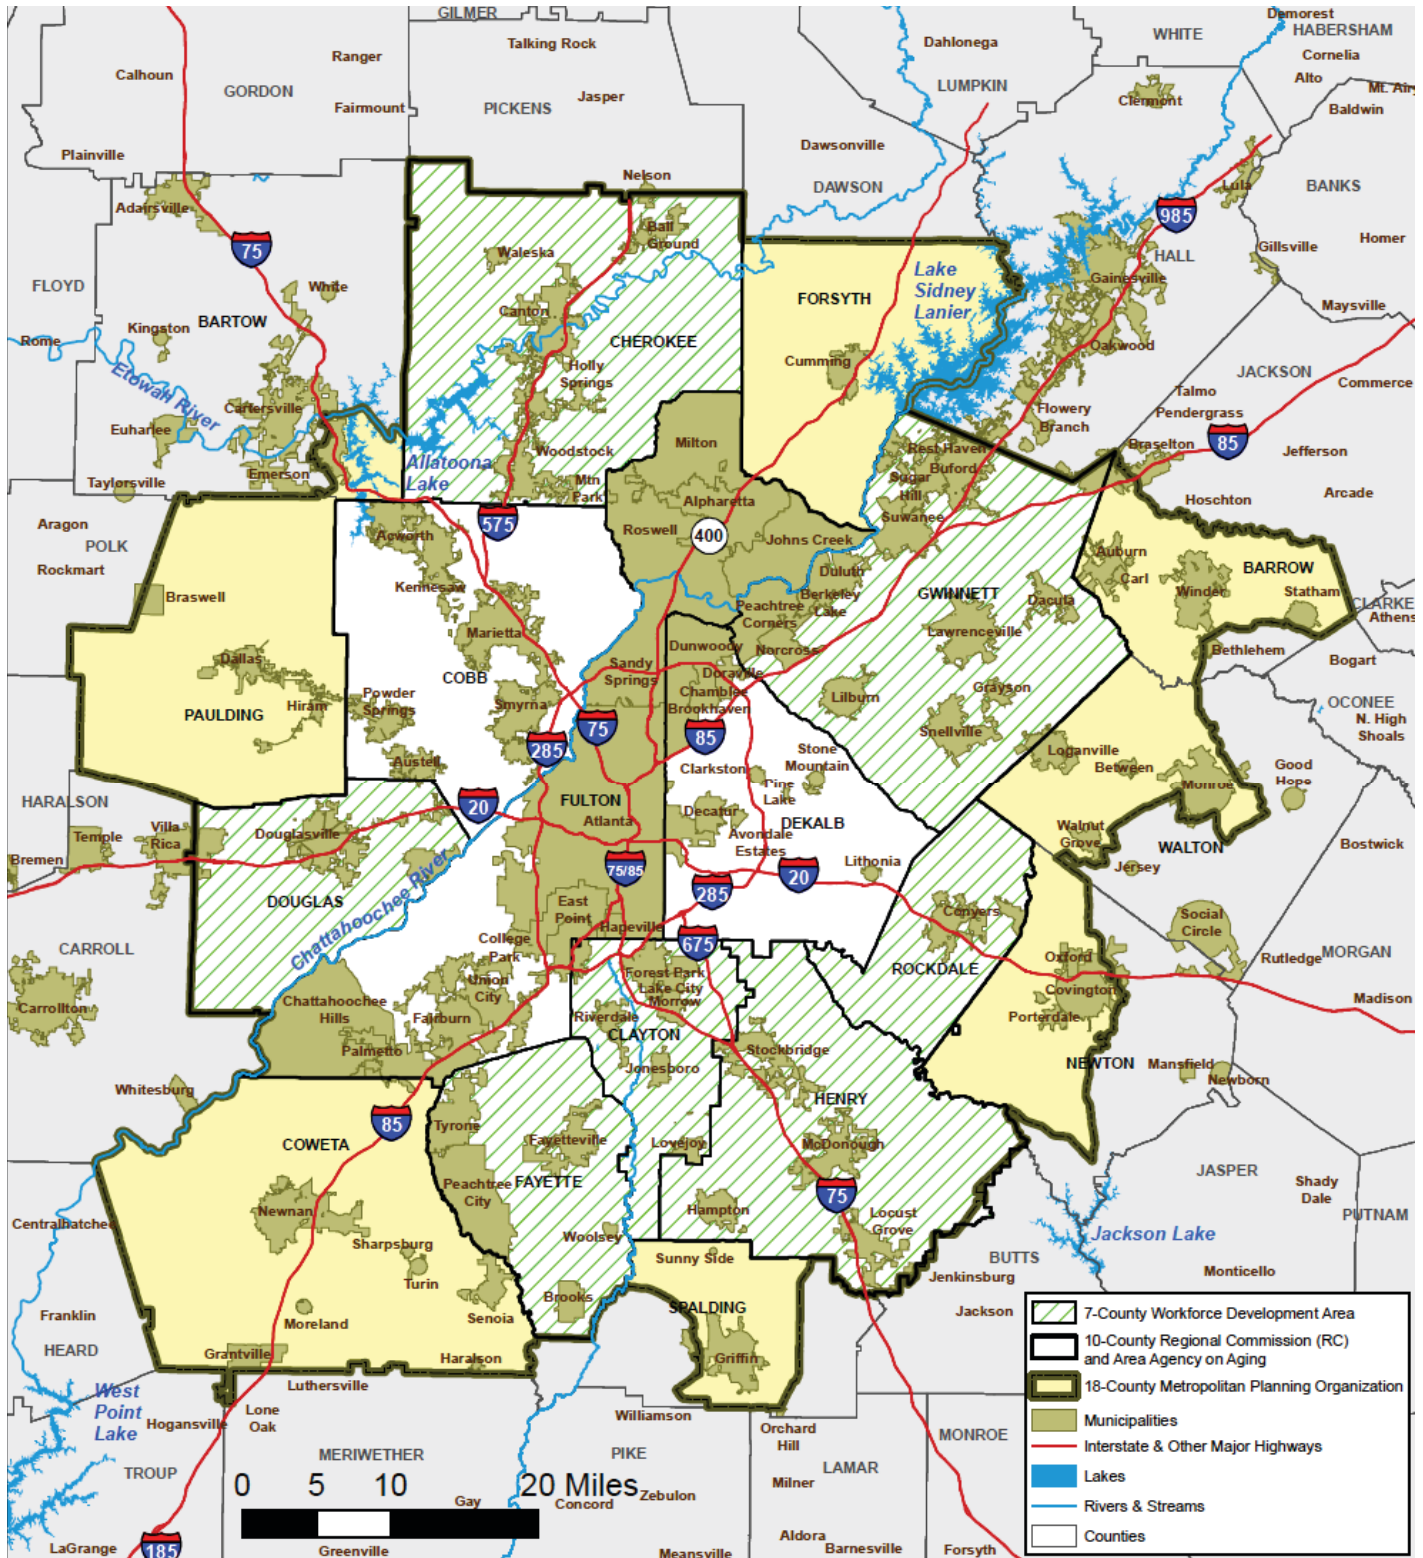 GILMER
Demorest
WHITE
HABERSHAM
Talking Rock
Dahlonega
Ranger
Cornelia
Calhoun
Alto
GORDON
LUMPKIN
Mt. Airy
Jasper
Clermont
Fairmount
PICKENS
Baldwin
Dawsonville
Plainville
Nelson
DAWSON
Lula
BANKS
Adairsville
985
Ball
Ground
75
Waleska
Gillsville
Homer
HALL
Lake
Sidney
Lanier
Gainesville
FLOYD
White
FORSYTH
BARTOW
Canton
Maysville
Kingston
Rome
CHEROKEE
Oakwood
Etowah River
Holly
Springs
Cumming
JACKSON
Commerce
Talmo
Cartersville
Flowery
Branch
Pendergrass
Euharlee
Milton
85
Braselton
Woodstock
Rest Haven
Jefferson
Allatoona
Lake
Buford
Emerson
Sugar
Hill
Taylorsville
Mtn
Park
Alpharetta
Arcade
Hoschton
Suwanee
Aragon
575
Roswell
400
Acworth
Johns Creek
POLK
Auburn
Rockmart
Duluth
BARROW
Carl
Kennesaw
Braswell
Berkeley
Lake
GWINNETT
Winder
Statham
Peachtree
Corners
Dacula
CLARKE
Athens
Marietta
Lawrenceville
Dunwoody
Norcross
Bethlehem
Dallas
Sandy
Springs
Bogart
COBB
Doraville
Chamblee
Brookhaven
Lilburn
Grayson
Powder
Springs
Hiram
Smyrna
OCONEE
PAULDING
N. High
Shoals
75
85
Snellville
285
Stone
Mountain
Loganville
Austell
Clarkston
Between
Good
Hope
Pine
Lake
Monroe
HARALSON
20
FULTON
Decatur
DEKALB
Temple
Villa
Rica
Douglasville
Atlanta
Avondale
Estates
Walnut
Grove
Bostwick
WALTON
Bremen
Lithonia
Jersey
75/85
20
285
DOUGLAS
East
Point
Conyers
Social
Circle
Chattahoochee River
Hapeville
College
Park
675
CARROLL
MORGAN
Rutledge
Oxford
ROCKDALE
Forest Park
Lake City
Morrow
Union
City
Covington
Carrollton
Chattahoochee
Hills
Madison
Fairburn
Riverdale
Porterdale
CLAYTON
Palmetto
Stockbridge
NEWTON
Jonesboro
Mansfield
Newborn
Whitesburg
HENRY
85
Tyrone
COWETA
Fayetteville
Lovejoy
McDonough
JASPER
Peachtree
City
FAYETTE
Shady
Dale
75
Newnan
Hampton
Locust
Grove
Centralhatchee
PUTNAM
Jackson Lake
Woolsey
Sharpsburg
Sunny Side
BUTTS
Turin
Jenkinsburg
Monticello
Brooks
Franklin
SPALDING
Jackson
Senoia
Moreland
HEARD
Grantville
Haralson
Griffin
Luthersville
West
Point
Lake
Lone
Oak
Hogansville
Williamson
Orchard
Hill
MERIWETHER
PIKE
MONROE
TROUP
LAMAR
Milner
Zebulon
Gay
Concord
Aldora
LaGrange
185
Greenville
Meansville
Barnesville
Forsyth
0 5 10 20 Miles
7-County Workforce Development Area
10-County Regional Commission (RC)
and Area Agency on Aging
18-County Metropolitan Planning Organization
Municipalities
Interstate & Other Major Highways
Lakes
Rivers & Streams
Counties